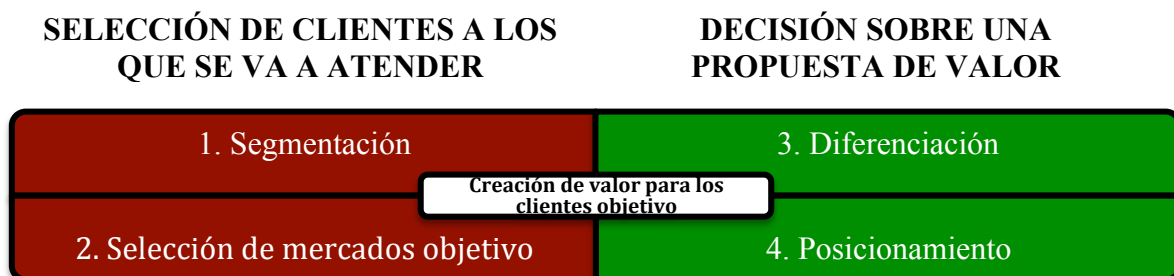 SELECCIÓN DE CLIENTES A LOS
QUE SE VA A ATENDER
DECISIÓN SOBRE UNA
PROPUESTA DE VALOR
1. Segmentación
3. Diferenciación
Creación de valor para los
clientes objetivo
2. Selección de mercados objetivo
4. Posicionamiento